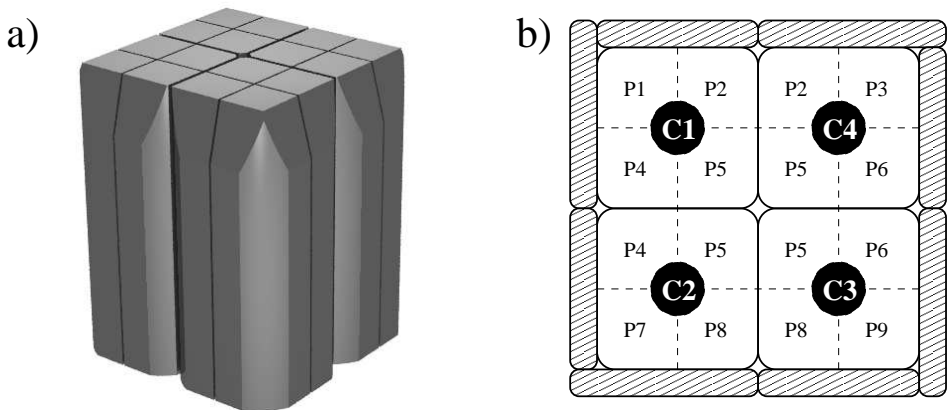 a)
b)
P1 P2 P2 P3
C1 C4
P4 P5 P5 P6
P4 P5 P5 P6
C2 C3
P7 P8 P8 P9